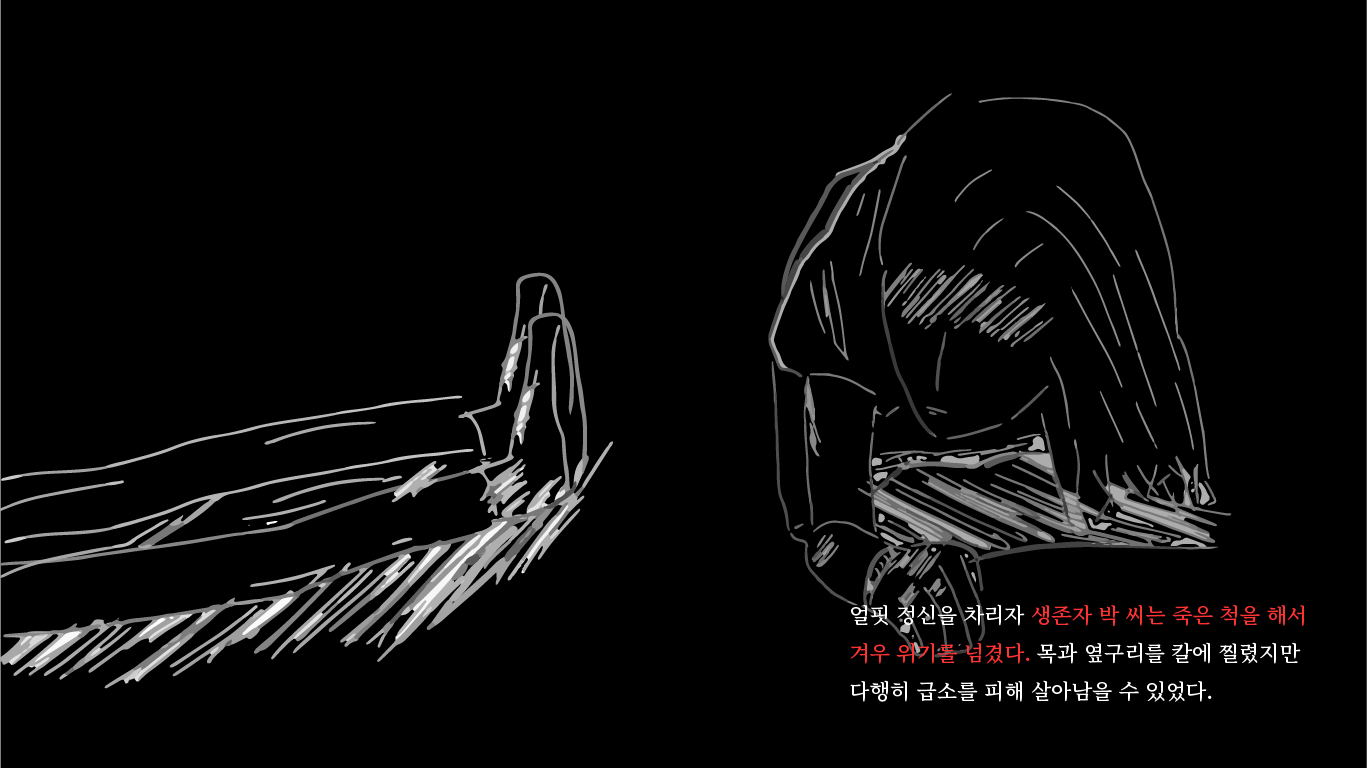 얼핏 정신을 차리자 생존자 박 씨는 죽은 척을 해서
겨우 위기를 넘겼다. 목과 옆구리를 칼에 찔렸지만
다행히 급소를 피해 살아남을 수 있었다.